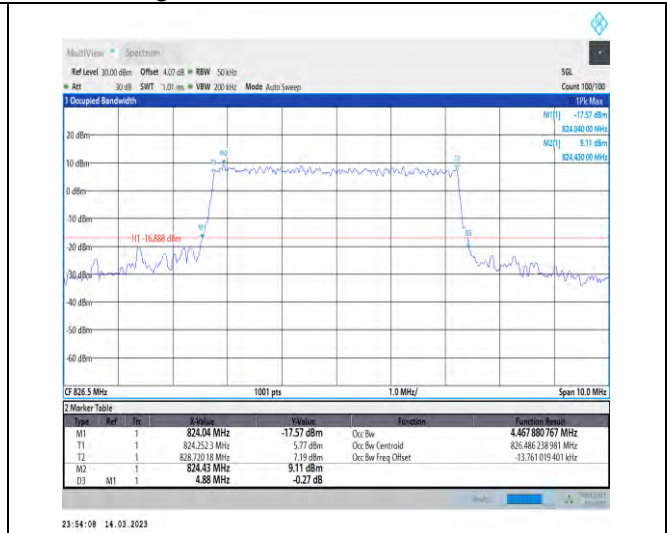 MultiView Spectrum
Ref Level 30.00 dBm Offset 4.07 dB RBW 50 kHz SGL
Att 30 dB SWT 1.01 ms VBW 200 kHz Mode Auto Sweep Count 100/100
1 Occupied Bandwidth 1Pk Max
M1[1] -17.57 dBm
824.040 00 MHz
M2[1] 9.11 dBm
824.430 00 MHz
20 dBm
M2
T1
T2
10 dBm
0 dBm
-10 dBm
M1
D3
H1 -16.888 dBm
-20 dBm
-30 dBm
-40 dBm
-50 dBm
-60 dBm
CF 826.5 MHz 1001 pts 1.0 MHz/ Span 10.0 MHz
2 Marker Table
Type Ref Trc X-Value Y-Value Function Function Result
M1 1 824.04 MHz -17.57 dBm Occ Bw 4.467 880 767 MHz
T1 1 824.252 3 MHz 5.77 dBm Occ Bw Centroid 826.486 238 981 MHz
T2 1 828.720 18 MHz 7.19 dBm Occ Bw Freq Offset -13.761 019 401 kHz
M2 1 824.43 MHz 9.11 dBm
D3 M1 1 4.88 MHz -0.27 dB
23:54:08 14.03.2023